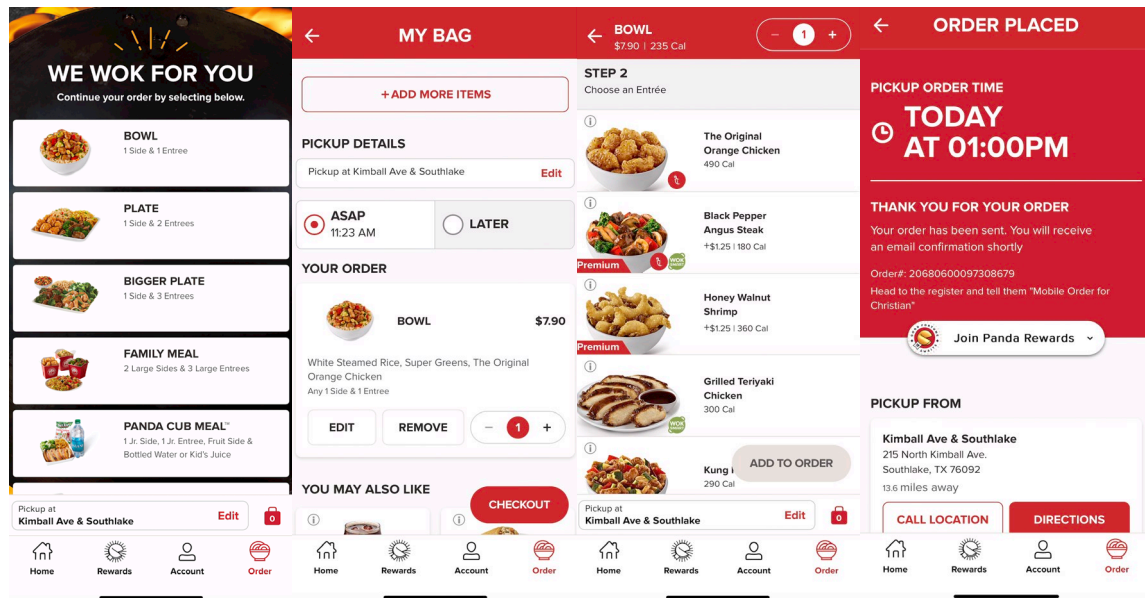 WE WOK FOR YOU
Continue your order by selecting below.
BOWL
1 Side & 1 Entree
PLATE
1 Side & 2 Entrees
BIGGER PLATE
1 Side & 3 Entrees
FAMILY MEAL
2 Large Sides & 3 Large Entrees
PANDA CUB MEAL™
1 Jr. Side, 1 Jr. Entree, Fruit Side &
Bottled Water or Kid's Juice
Pickup at
Kimball Ave & Southlake
Edit
0
Home
Rewards
Account
Order
MY BAG
+ ADD MORE ITEMS
PICKUP DETAILS
Pickup at Kimball Ave & Southlake
Edit
ASAP
11:23 AM
LATER
YOUR ORDER
BOWL
$7.90
White Steamed Rice, Super Greens, The Original
Orange Chicken
Any 1 Side & 1 Entree
EDIT
REMOVE
- 1 +
YOU MAY ALSO LIKE
CHECKOUT
Home
Rewards
Account
Order
BOWL
$7.90 | 235 Cal
- 1 +
STEP 2
Choose an Entrée
The Original
Orange Chicken
490 Cal
Black Pepper
Angus Steak
+$1.25 | 180 Cal
Premium
WOK SMART
Honey Walnut
Shrimp
+$1.25 | 360 Cal
Premium
Grilled Teriyaki
Chicken
300 Cal
WOK SMART
Kung
290 Cal
ADD TO ORDER
Pickup at
Kimball Ave & Southlake
Edit
0
Home
Rewards
Account
Order
ORDER PLACED
PICKUP ORDER TIME
TODAY
AT 01:00PM
THANK YOU FOR YOUR ORDER
Your order has been sent. You will receive
an email confirmation shortly
Order#: 20680600097308679
Head to the register and tell them "Mobile Order for
Christian"
Join Panda Rewards
PICKUP FROM
Kimball Ave & Southlake
215 North Kimball Ave.
Southlake, TX 76092
13.6 miles away
CALL LOCATION
DIRECTIONS
Home
Rewards
Account
Order